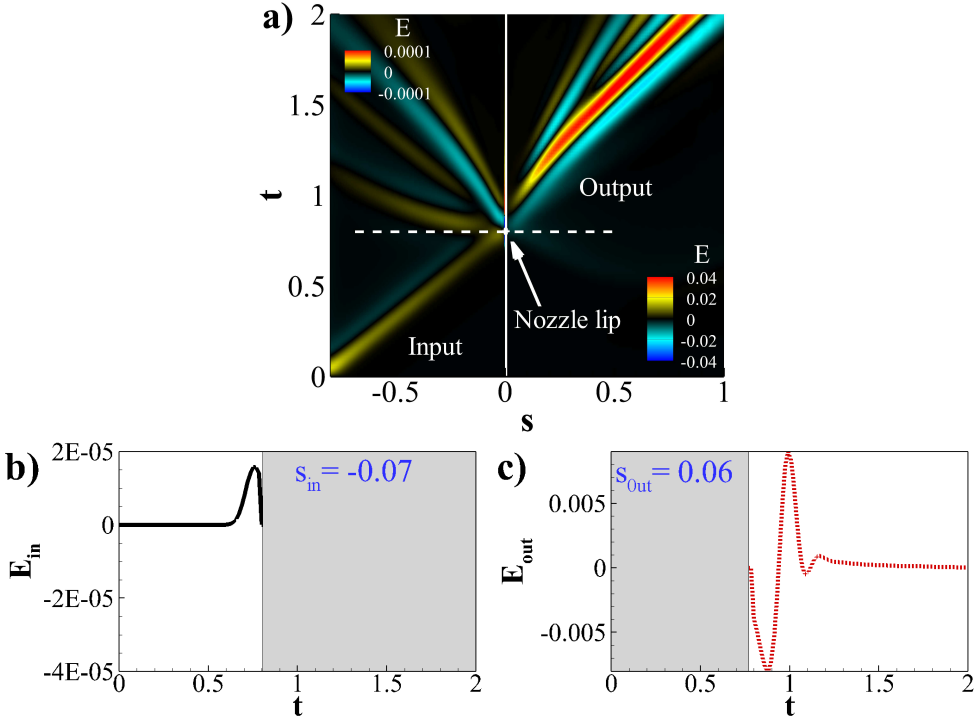 a)
E
0.0001
0
-0.0001
t
2
1.5
1
0.5
0
Output
E
0.04
0.02
0
-0.02
-0.04
Nozzle lip
Input
-0.5
0
0.5
1
s
b)
s_in = -0.07
E_in
2E-05
0
-2E-05
-4E-05
0
0.5
1
1.5
2
t
c)
s_0ut = 0.06
E_out
0.005
0
-0.005
0
0.5
1
1.5
2
t